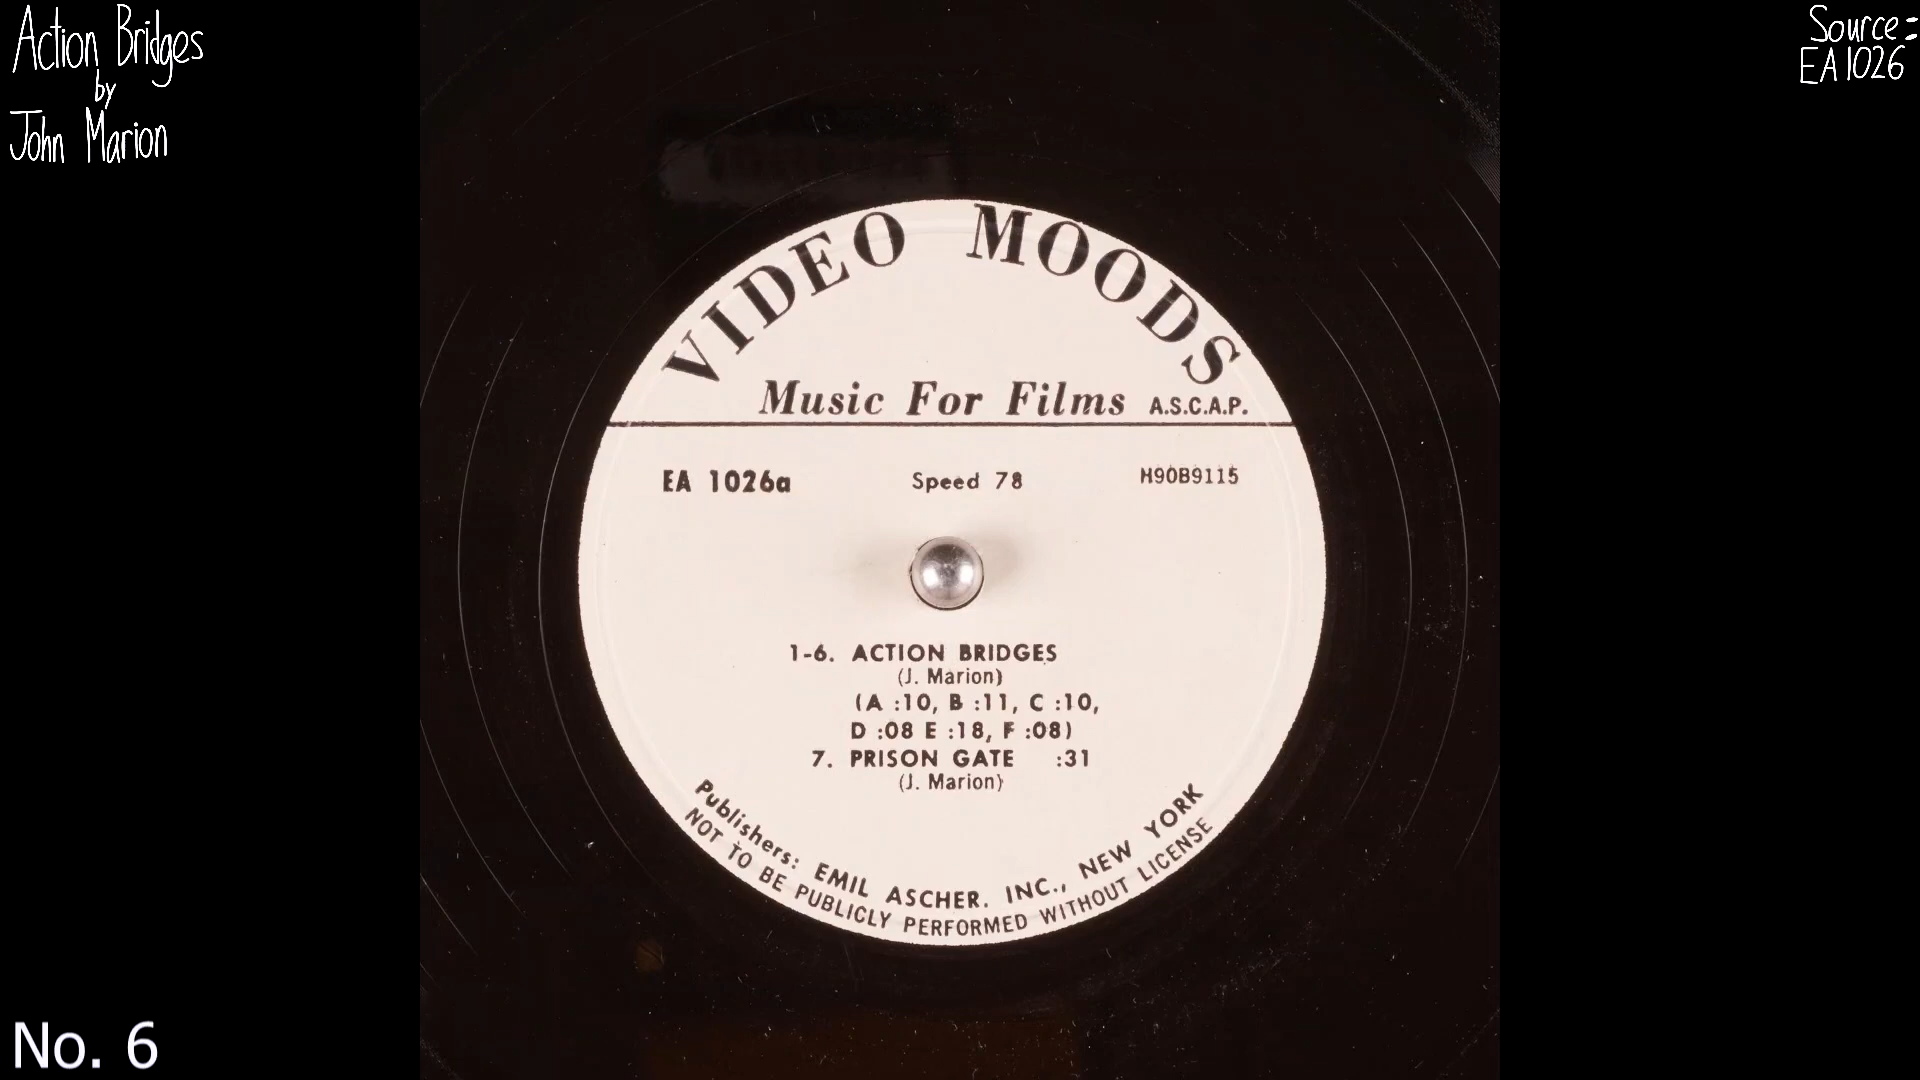 Action Bridges
by
John Marion
Source:
EA1026
VIDEO MOODS
Music For Films A.S.C.A.P.
EA 1026a Speed 78 H90B9115
1-6. ACTION BRIDGES
(J. Marion)
(A :10, B :11, C :10,
D :08 E :18, F :08)
7. PRISON GATE :31
(J. Marion)
Publishers: EMIL ASCHER. INC., NEW YORK
NOT TO BE PUBLICLY PERFORMED WITHOUT LICENSE
No. 6